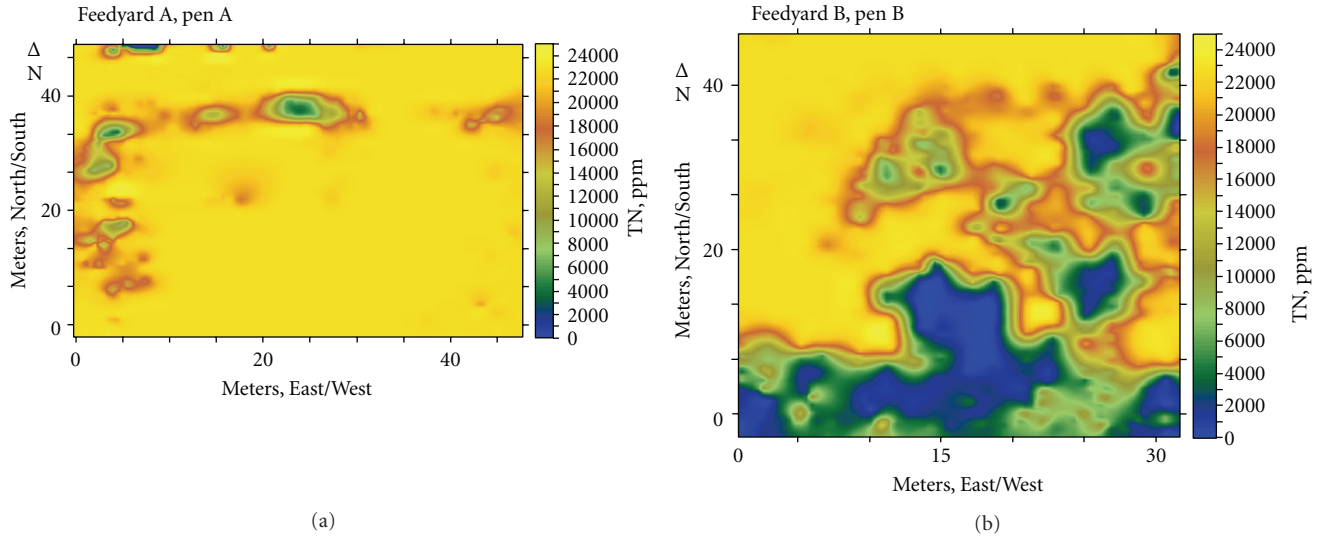 Feedyard A, pen A
Δ
N
40
20
0
Meters, North/South
0
20
40
Meters, East/West
24000
22000
20000
18000
16000
14000
12000
10000
8000
6000
4000
2000
0
TN, ppm
(a)
Feedyard B, pen B
Δ
N
40
20
0
Meters, North/South
0
15
30
Meters, East/West
24000
22000
20000
18000
16000
14000
12000
10000
8000
6000
4000
2000
0
TN, ppm
(b)